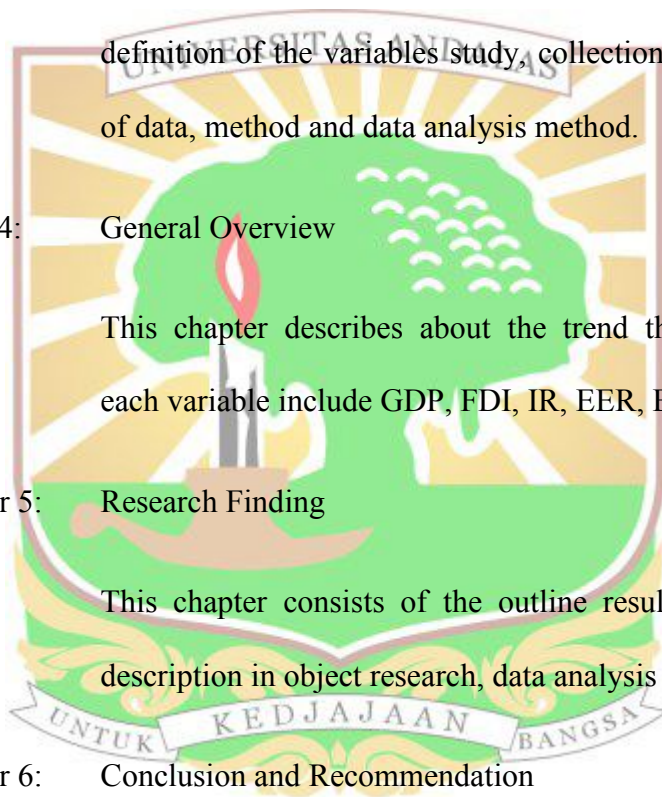 UNIVERSITAS ANDALAS
definition of the variables study, collection
of data, method and data analysis method.
4: General Overview
This chapter describes about the trend th
each variable include GDP, FDI, IR, EER, E
r 5: Research Finding
This chapter consists of the outline resul
description in object research, data analysis
UNTUK KEDJAJAAN BANGSA
r 6: Conclusion and Recommendation